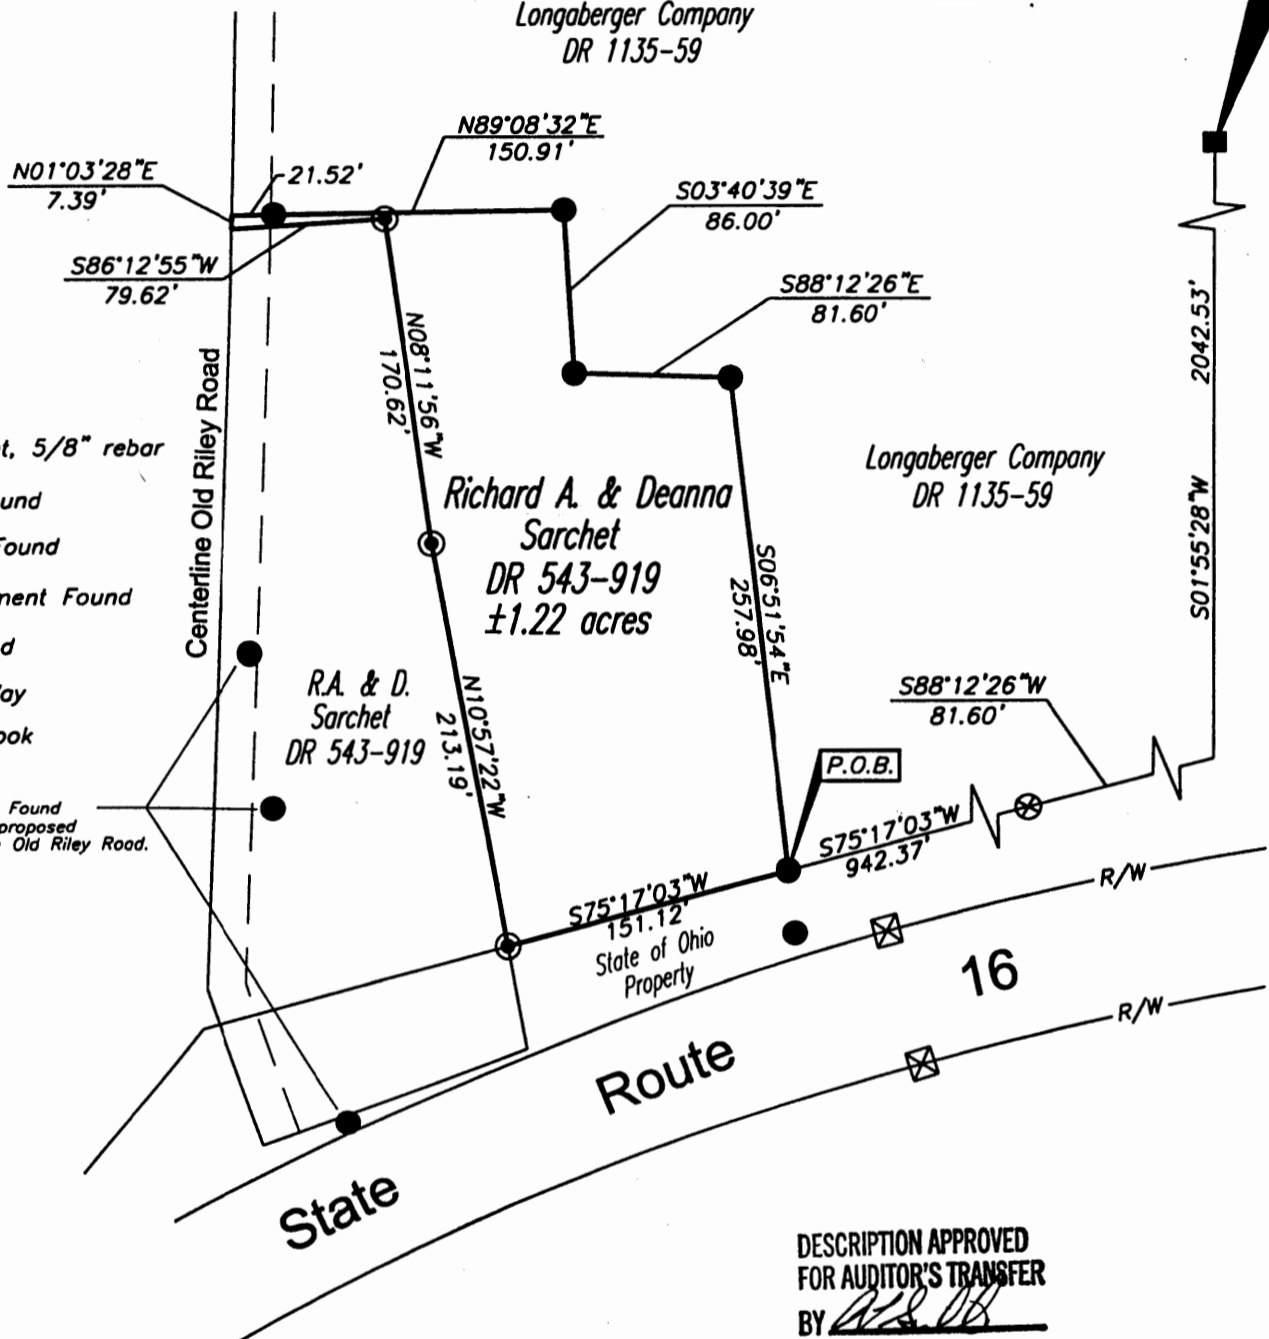 Longaberger Company
DR 1135-59
N89°08'32"E
150.91'
N01°03'28"E
7.39'
21.52'
S03°40'39"E
86.00'
S86°12'55"W
79.62'
S88°12'26"E
81.60'
2042.53'
S01°55'28"W
N08°11'56"W
170.62'
Centerline Old Riley Road
5/8" rebar
Found
Found
Longaberger Company
DR 1135-59
Richard A. & Deanna
Sarchet
DR 543-919
±1.22 acres
S06°51'54"E
257.98'
R.A. & D.
Sarchet
DR 543-919
N10°57'22"W
213.19'
S88°12'26"W
81.60'
P.O.B.
Found
proposed
Old Riley Road.
S75°17'03"W
942.37'
S75°17'03"W
151.12'
State of Ohio
Property
R/W
R/W
State Route 16
DESCRIPTION APPROVED
FOR AUDITOR'S TRANSFER
BY